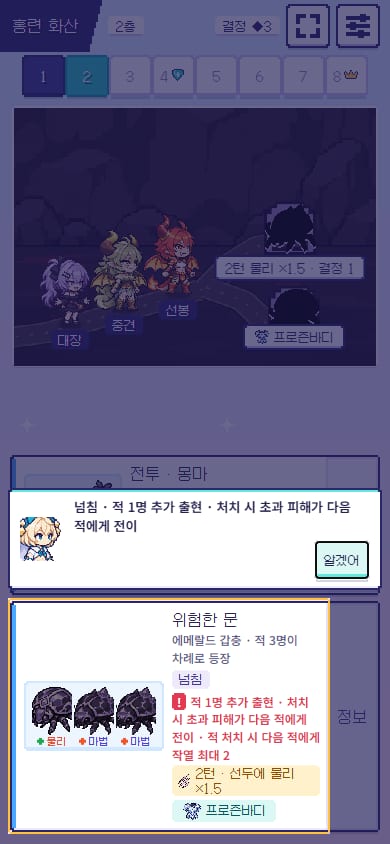 홍련 화산
2층
결정 ◆3
1
2
3
4
5
6
7
8
2턴 물리 ×1.5 · 결정 1
선봉
중견
대장
프로즌바디
전투 · 몽마
넘침 · 적 1명 추가 출현 · 처치 시 초과 피해가 다음
적에게 전이
알겠어
위험한 문
에메랄드 갑충 · 적 3명이
차례로 등장
넘침
! 적 1명 추가 출현 · 처치
시 초과 피해가 다음 적에게
전이 · 적 처치 시 다음 적에게
작열 최대 2
물리
마법
마법
2턴 · 선두에 물리
×1.5
프로즌바디
정보